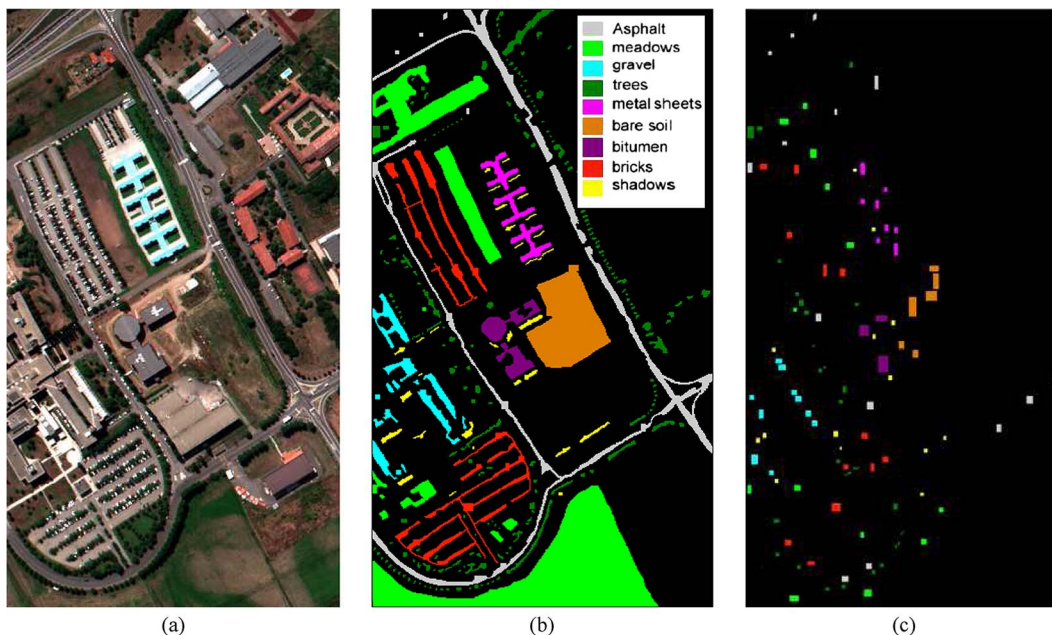 Asphalt
meadows
gravel
trees
metal sheets
bare soil
bitumen
bricks
shadows
(a)
(b)
(c)